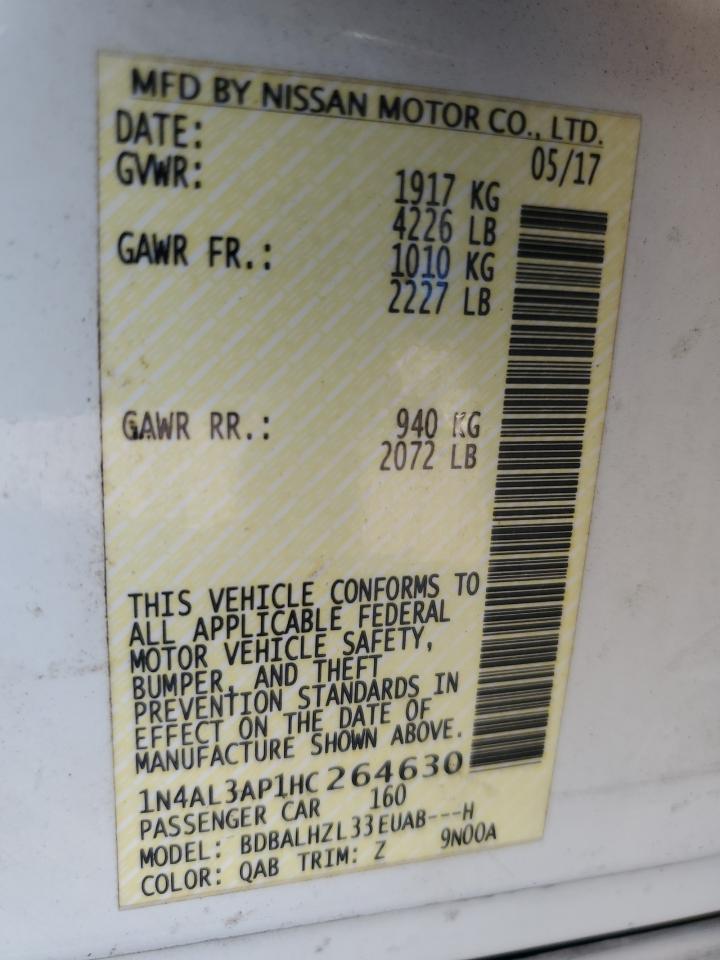 MFD BY NISSAN MOTOR CO., LTD.
DATE: 05/17
GVWR: 1917 KG
4226 LB
GAWR FR.: 1010 KG
2227 LB
GAWR RR.: 940 KG
2072 LB
THIS VEHICLE CONFORMS TO
ALL APPLICABLE FEDERAL
MOTOR VEHICLE SAFETY,
BUMPER, AND THEFT
PREVENTION STANDARDS IN
EFFECT ON THE DATE OF
MANUFACTURE SHOWN ABOVE.
1N4AL3AP1HC264630
PASSENGER CAR 160
MODEL: BDBALHZL33EUAB---H
COLOR: QAB TRIM: Z 9N00A